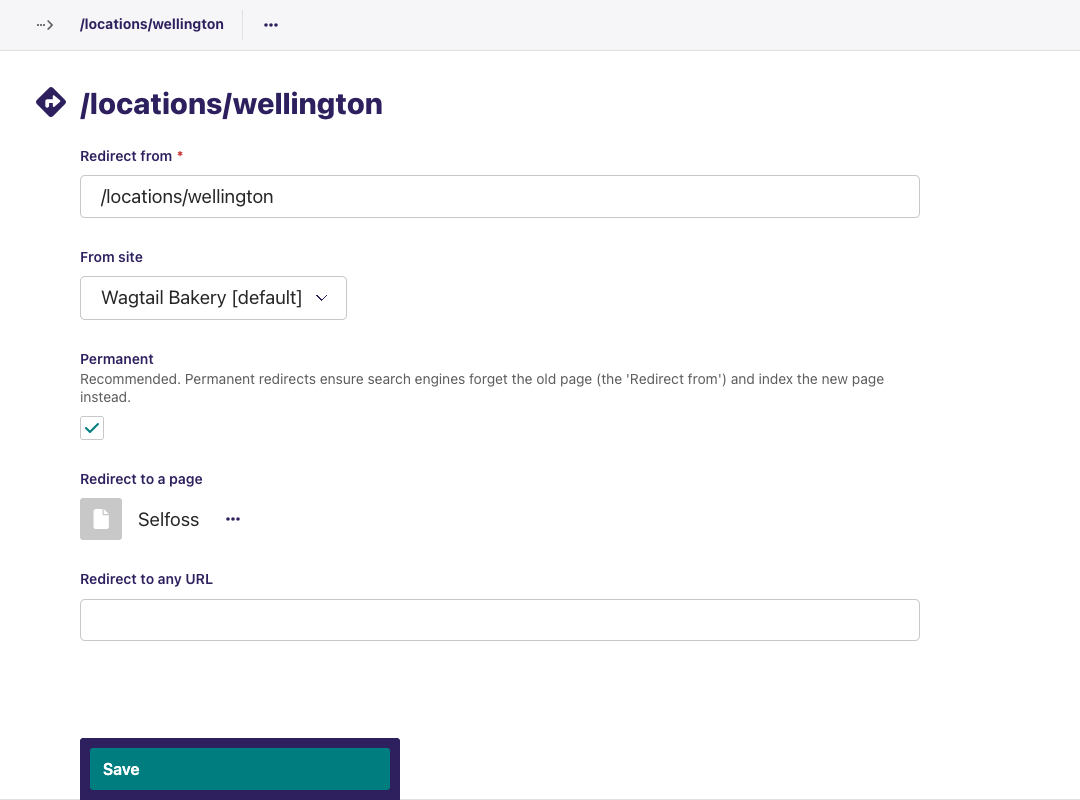 /locations/wellington
/locations/wellington
Redirect from *
/locations/wellington
From site
Wagtail Bakery [default]
Permanent
Recommended. Permanent redirects ensure search engines forget the old page (the 'Redirect from') and index the new page
instead.
Redirect to a page
Selfoss
Redirect to any URL
Save